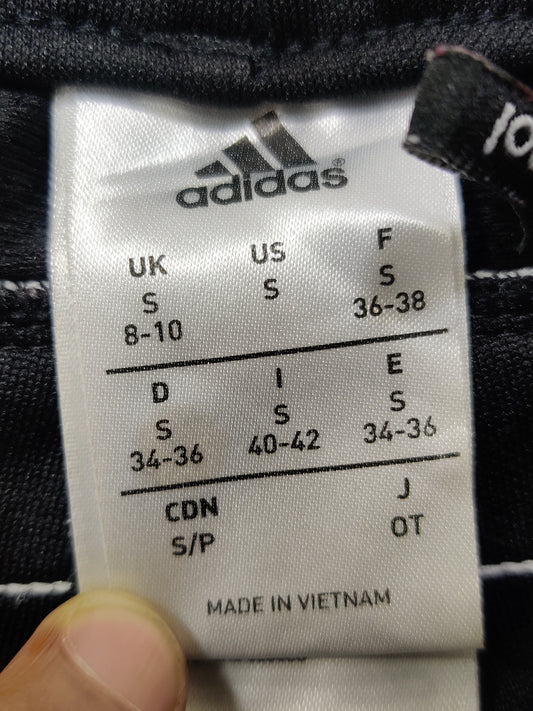 adidas®
UK US F
S S S
8-10 36-38
D I E
S S S
34-36 40-42 34-36
CDN J
S/P OT
MADE IN VIETNAM